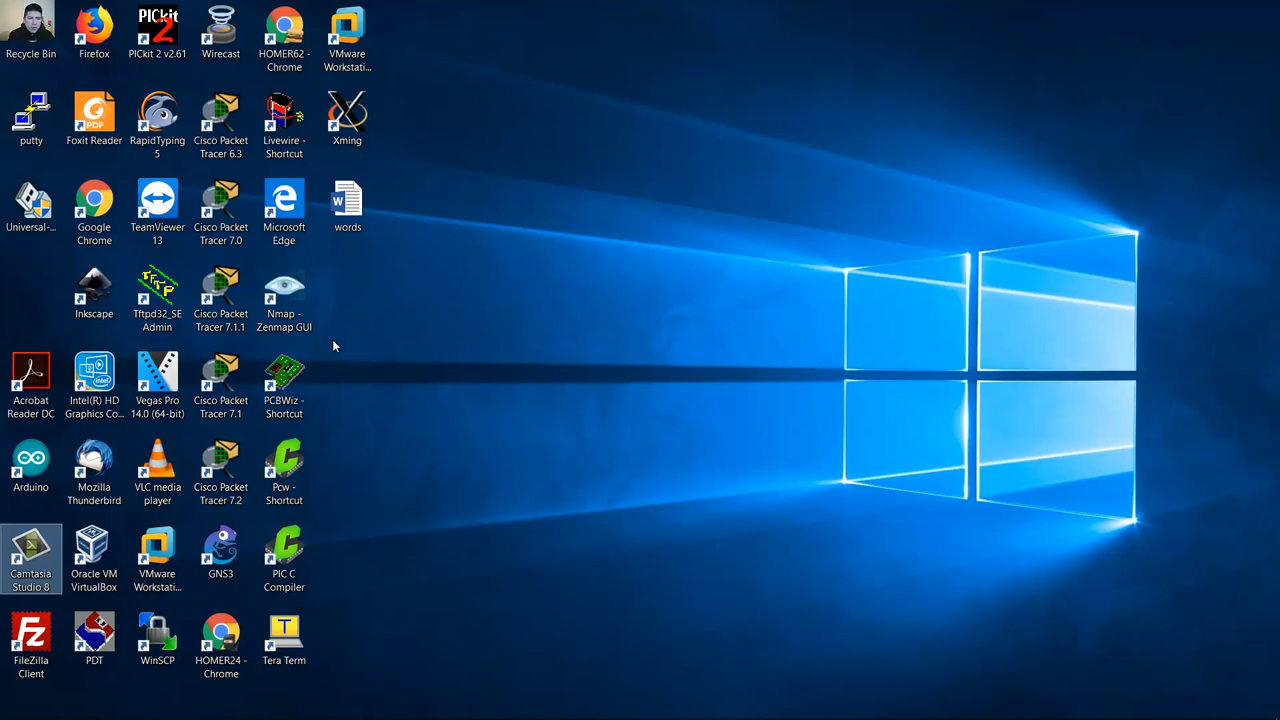 Recycle Bin
Firefox
PICkit 2 v2.61
Wirecast
HOMER62 -
Chrome
VMware
Workstati...
putty
Foxit Reader
RapidTyping
5
Cisco Packet
Tracer 6.3
Livewire -
Shortcut
Xming
Universal-...
Google
Chrome
TeamViewer
13
Cisco Packet
Tracer 7.0
Microsoft
Edge
words
Inkscape
Tftpd32_SE
Admin
Cisco Packet
Tracer 7.1.1
Nmap -
Zenmap GUI
Acrobat
Reader DC
Intel(R) HD
Graphics Co...
Vegas Pro
14.0 (64-bit)
Cisco Packet
Tracer 7.1
PCBWiz -
Shortcut
Arduino
Mozilla
Thunderbird
VLC media
player
Cisco Packet
Tracer 7.2
Pcw -
Shortcut
Camtasia
Studio 8
Oracle VM
VirtualBox
VMware
Workstati...
GNS3
PIC C
Compiler
FileZilla
Client
PDT
WinSCP
HOMER24 -
Chrome
Tera Term